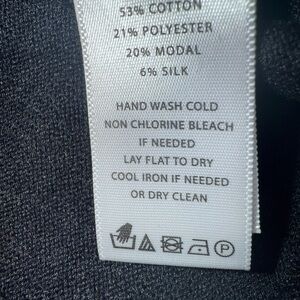 53% COTTON
21% POLYESTER
20% MODAL
6% SILK
HAND WASH COLD
NON CHLORINE BLEACH
IF NEEDED
LAY FLAT TO DRY
COOL IRON IF NEEDED
OR DRY CLEAN
P